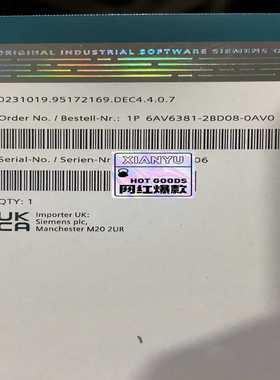 ORIGINAL INDUSTRIAL SOFTWARE SIEMENS
0231019.95172169.DEC4.4.0.7
Order No. / Bestell-Nr.: 1P 6AV6381-2BD08-0AV0
Serial-No. / Serien-Nr
06
XIANYU
HOT GOODS
网红爆款
QTY: 1
UK
CA
Importer UK:
Siemens plc,
Manchester M20 2UR